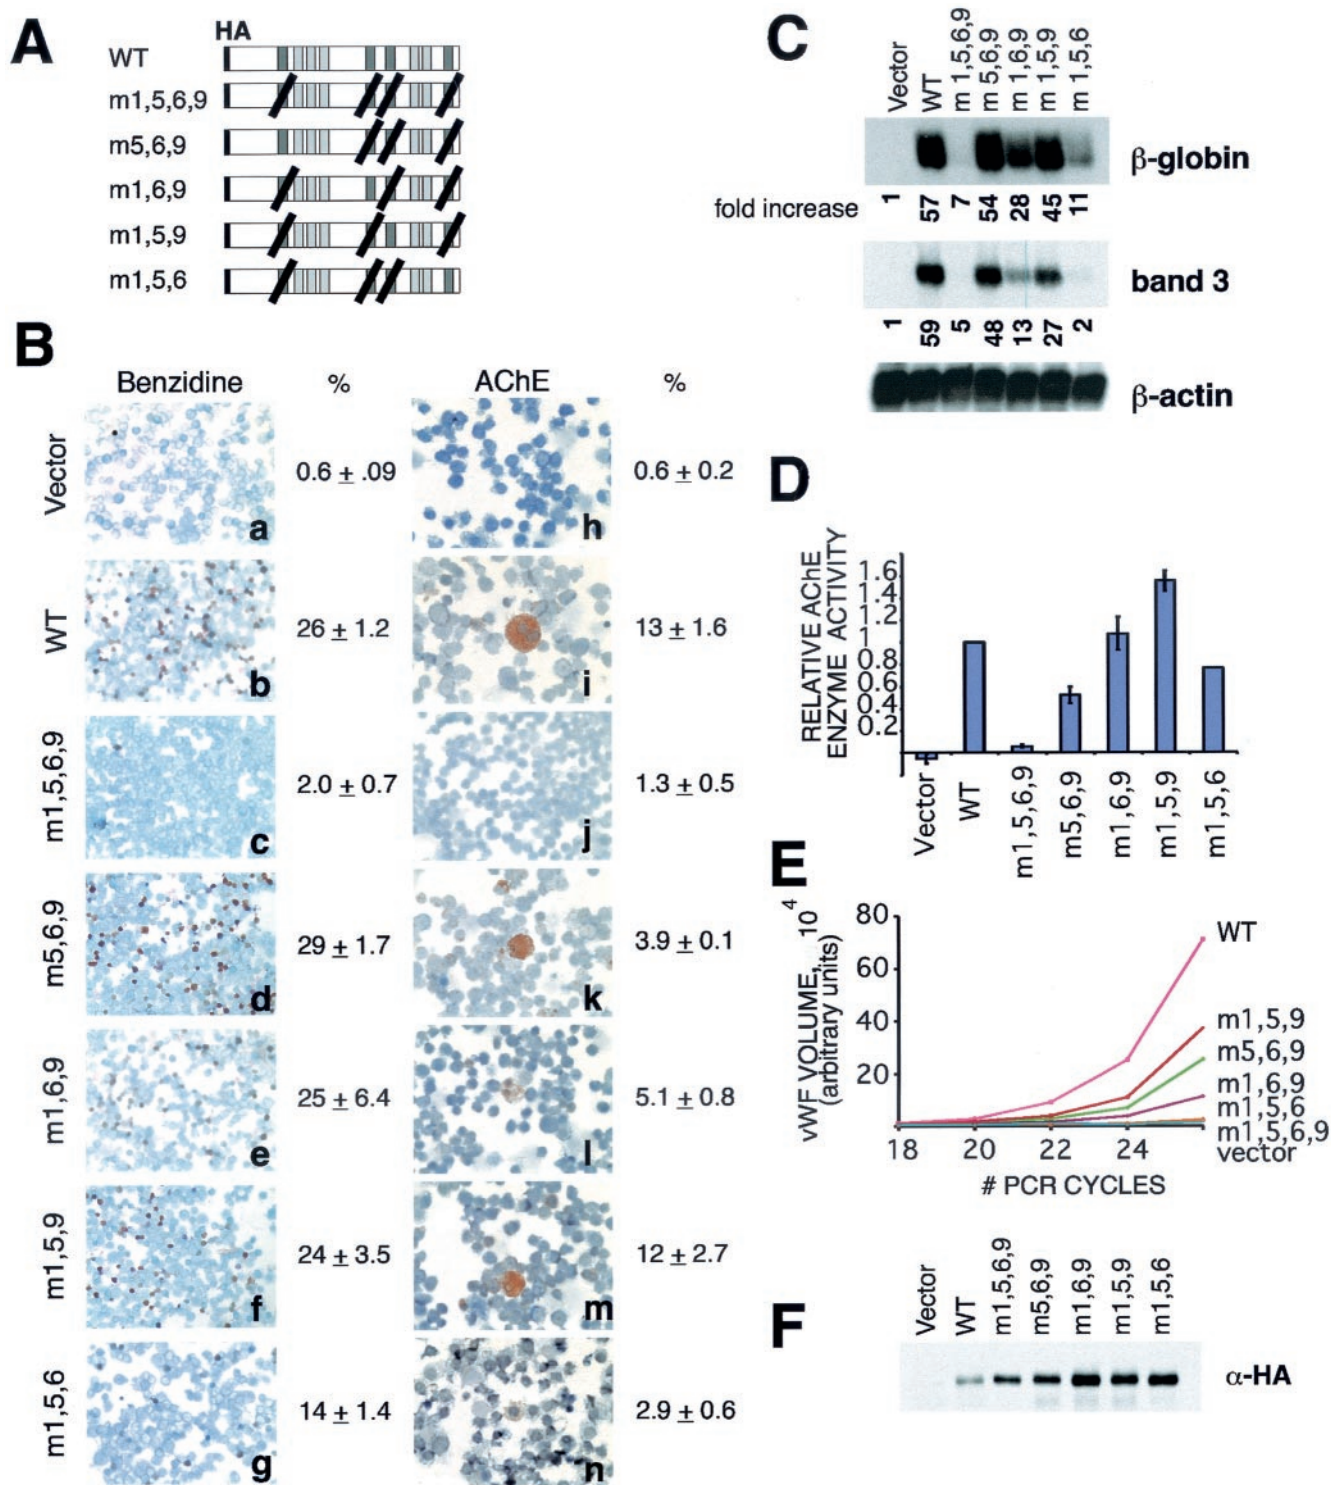 A
HA
WT
m1,5,6,9
m5,6,9
m1,6,9
m1,5,9
m1,5,6
B
Benzidine % AChE %
Vector a 0.6 ± .09 h 0.6 ± 0.2
WT b 26 ± 1.2 i 13 ± 1.6
m1,5,6,9 c 2.0 ± 0.7 j 1.3 ± 0.5
m5,6,9 d 29 ± 1.7 k 3.9 ± 0.1
m1,6,9 e 25 ± 6.4 l 5.1 ± 0.8
m1,5,9 f 24 ± 3.5 m 12 ± 2.7
m1,5,6 g 14 ± 1.4 n 2.9 ± 0.6
C
Vector WT m 1,5,6,9 m 5,6,9 m 1,6,9 m 1,5,9 m 1,5,6
β-globin
fold increase 1 57 7 54 28 45 11
band 3
1 59 5 48 13 27 2
β-actin
D
RELATIVE AChE
ENZYME ACTIVITY
1.6
1.4
1.2
1
0.8
0.6
0.4
0.2
Vector WT m1,5,6,9 m5,6,9 m1,6,9 m1,5,9 m1,5,6
E
vWF VOLUME, 10⁴
(arbitrary units)
80
60
40
20
WT
m1,5,9
m5,6,9
m1,6,9
m1,5,6
m1,5,6,9
vector
18 20 22 24
# PCR CYCLES
F
Vector WT m1,5,6,9 m5,6,9 m1,6,9 m1,5,9 m1,5,6
α-HA